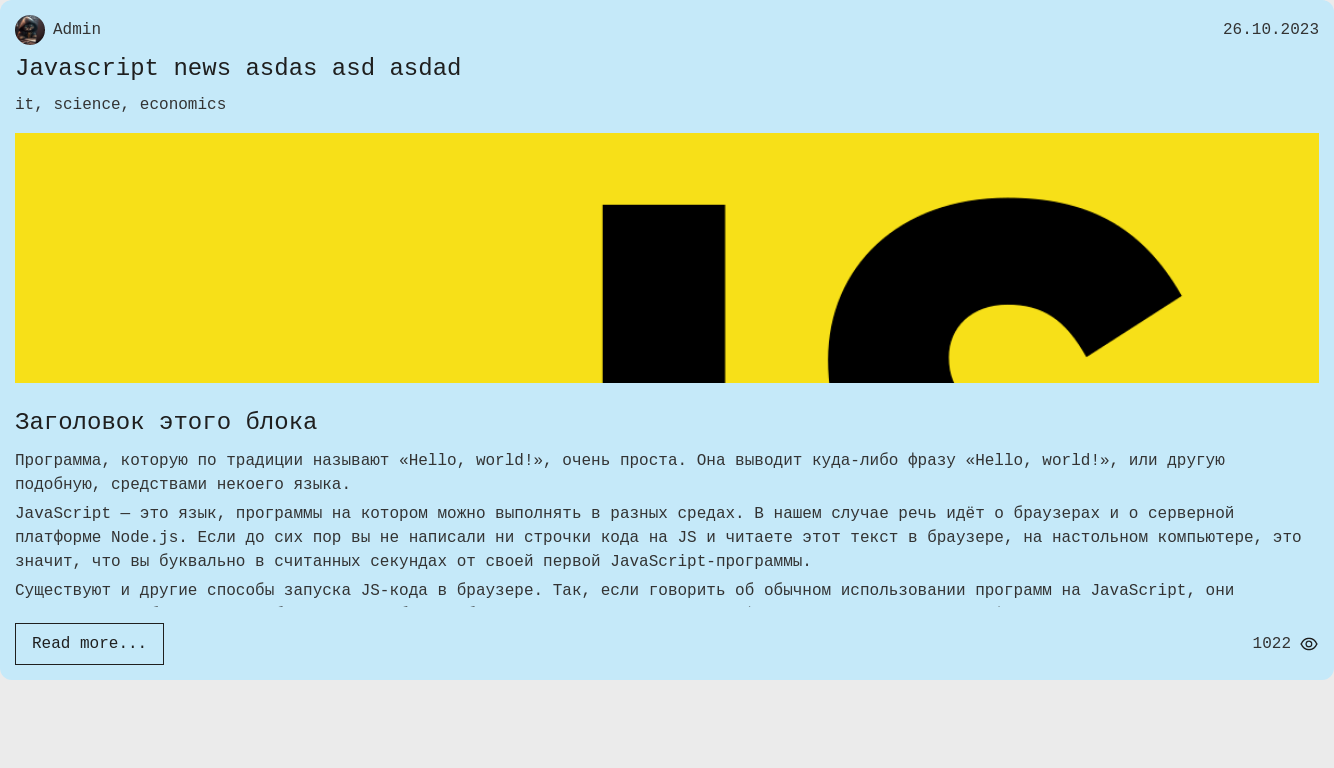 Admin
26.10.2023
Javascript news asdas asd asdad
it, science, economics
JS
Заголовок этого блока
Программа, которую по традиции называют «Hello, world!», очень проста. Она выводит куда-либо фразу «Hello, world!», или другую
подобную, средствами некоего языка.
JavaScript — это язык, программы на котором можно выполнять в разных средах. В нашем случае речь идёт о браузерах и о серверной
платформе Node.js. Если до сих пор вы не написали ни строчки кода на JS и читаете этот текст в браузере, на настольном компьютере, это
значит, что вы буквально в считанных секундах от своей первой JavaScript-программы.
Существуют и другие способы запуска JS-кода в браузере. Так, если говорить об обычном использовании программ на JavaScript, они
Read more...
1022